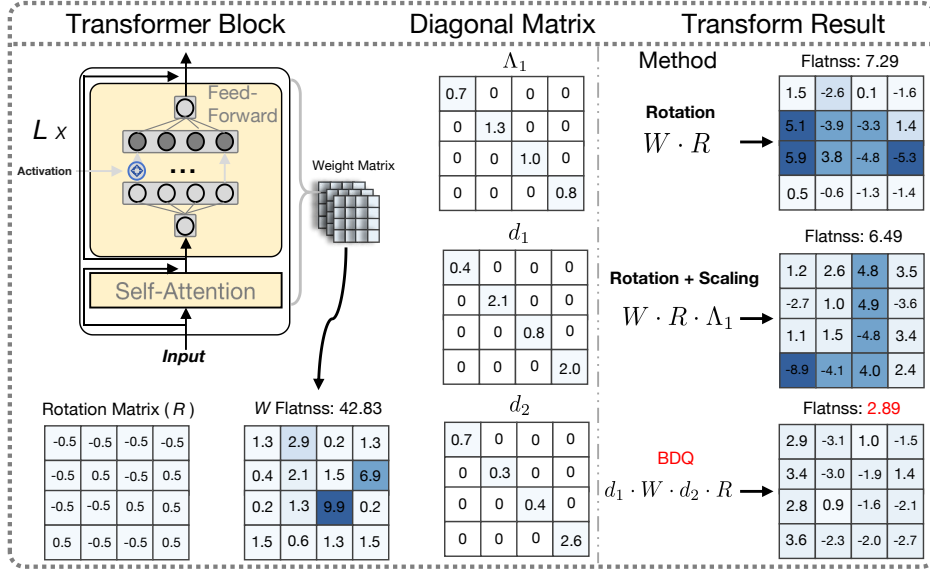 Transformer Block
Diagonal Matrix
Transform Result
L x
Feed-
Forward
Activation
...
Weight Matrix
Self-Attention
Input
Rotation Matrix ( R )
-0.5 -0.5 -0.5 -0.5
-0.5 0.5 -0.5 0.5
-0.5 -0.5 0.5 0.5
0.5 -0.5 -0.5 0.5
W Flatnss: 42.83
1.3 2.9 0.2 1.3
0.4 2.1 1.5 6.9
0.2 1.3 9.9 0.2
1.5 0.6 1.3 1.5
Λ₁
0.7 0 0 0
0 1.3 0 0
0 0 1.0 0
0 0 0 0.8
d₁
0.4 0 0 0
0 2.1 0 0
0 0 0.8 0
0 0 0 2.0
d₂
0.7 0 0 0
0 0.3 0 0
0 0 0.4 0
0 0 0 2.6
Method
Rotation
W · R
Flatnss: 7.29
1.5 -2.6 0.1 -1.6
5.1 -3.9 -3.3 1.4
5.9 3.8 -4.8 -5.3
0.5 -0.6 -1.3 -1.4
Rotation + Scaling
W · R · Λ₁
Flatnss: 6.49
1.2 2.6 4.8 3.5
-2.7 1.0 4.9 -3.6
1.1 1.5 -4.8 3.4
-8.9 -4.1 4.0 2.4
BDQ
d₁ · W · d₂ · R
Flatnss: 2.89
2.9 -3.1 1.0 -1.5
3.4 -3.0 -1.9 1.4
2.8 0.9 -1.6 -2.1
3.6 -2.3 -2.0 -2.7